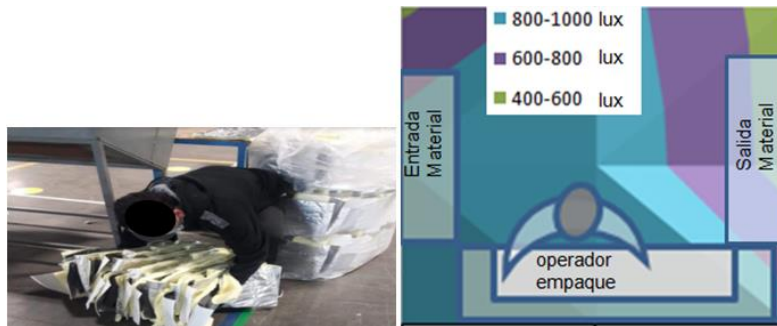 800-1000 lux
600-800 lux
400-600 lux
Entrada
Material
Salida
Material
operador
empaque